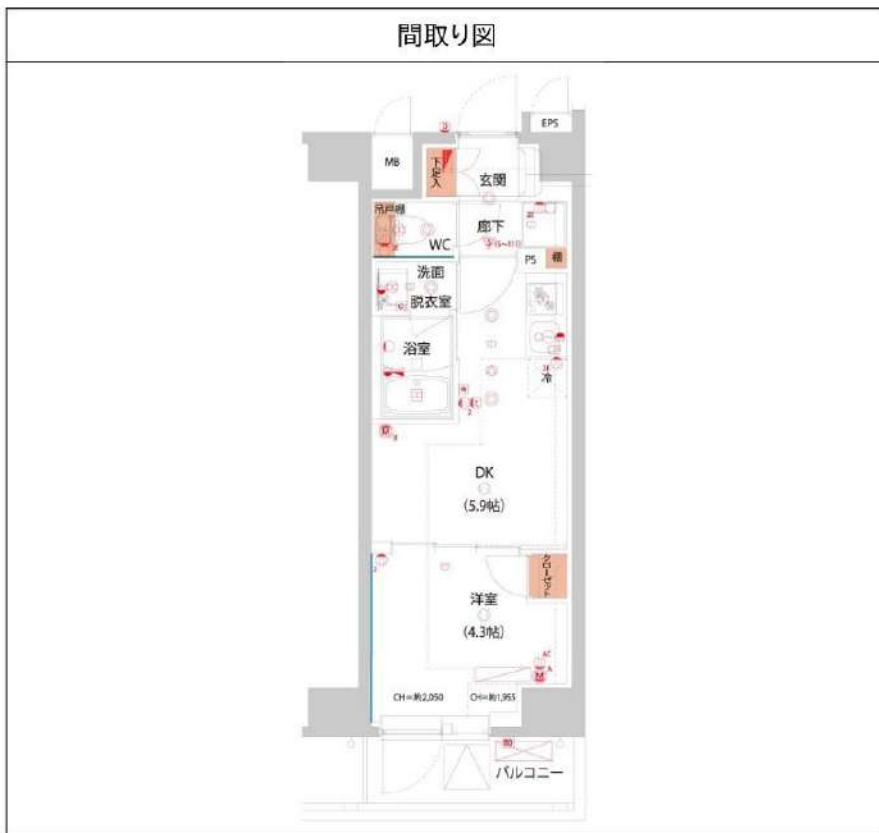 間取り図
EPS
MB
下足入
玄関
吊戸棚
廊下
WC
PS
棚
洗面
脱衣室
浴室
冷
DK
(5.9帖)
クローゼット
洋室
(4.3帖)
AC
CH=約2,050
CH=約1,955
バルコニー